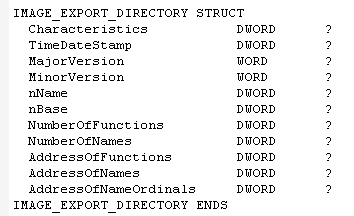 IMAGE_EXPORT_DIRECTORY STRUCT
Characteristics DWORD ?
TimeDateStamp DWORD ?
MajorVersion WORD ?
MinorVersion WORD ?
nName DWORD ?
nBase DWORD ?
NumberOfFunctions DWORD ?
NumberOfNames DWORD ?
AddressOfFunctions DWORD ?
AddressOfNames DWORD ?
AddressOfNameOrdinals DWORD ?
IMAGE_EXPORT_DIRECTORY ENDS